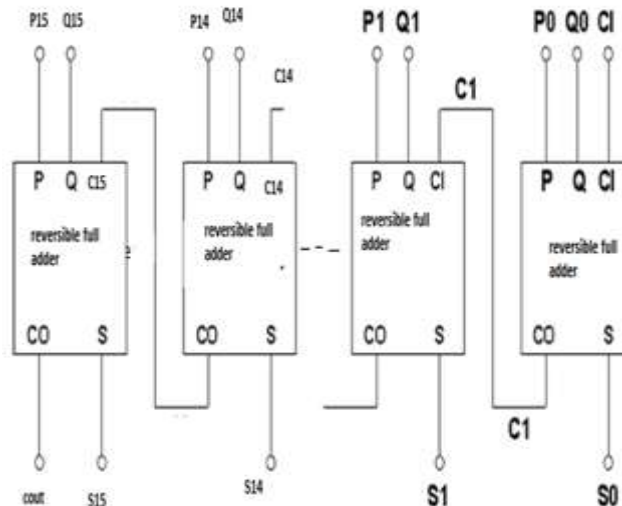 P15 Q15 P14 Q14 P1 Q1 P0 Q0 CI
C14 C1
P Q C15 P Q C14 P Q CI P Q CI
reversible full adder
reversible full adder
reversible full adder
reversible full adder
CO S CO S CO S CO S
C1
cout S15 S14 S1 S0